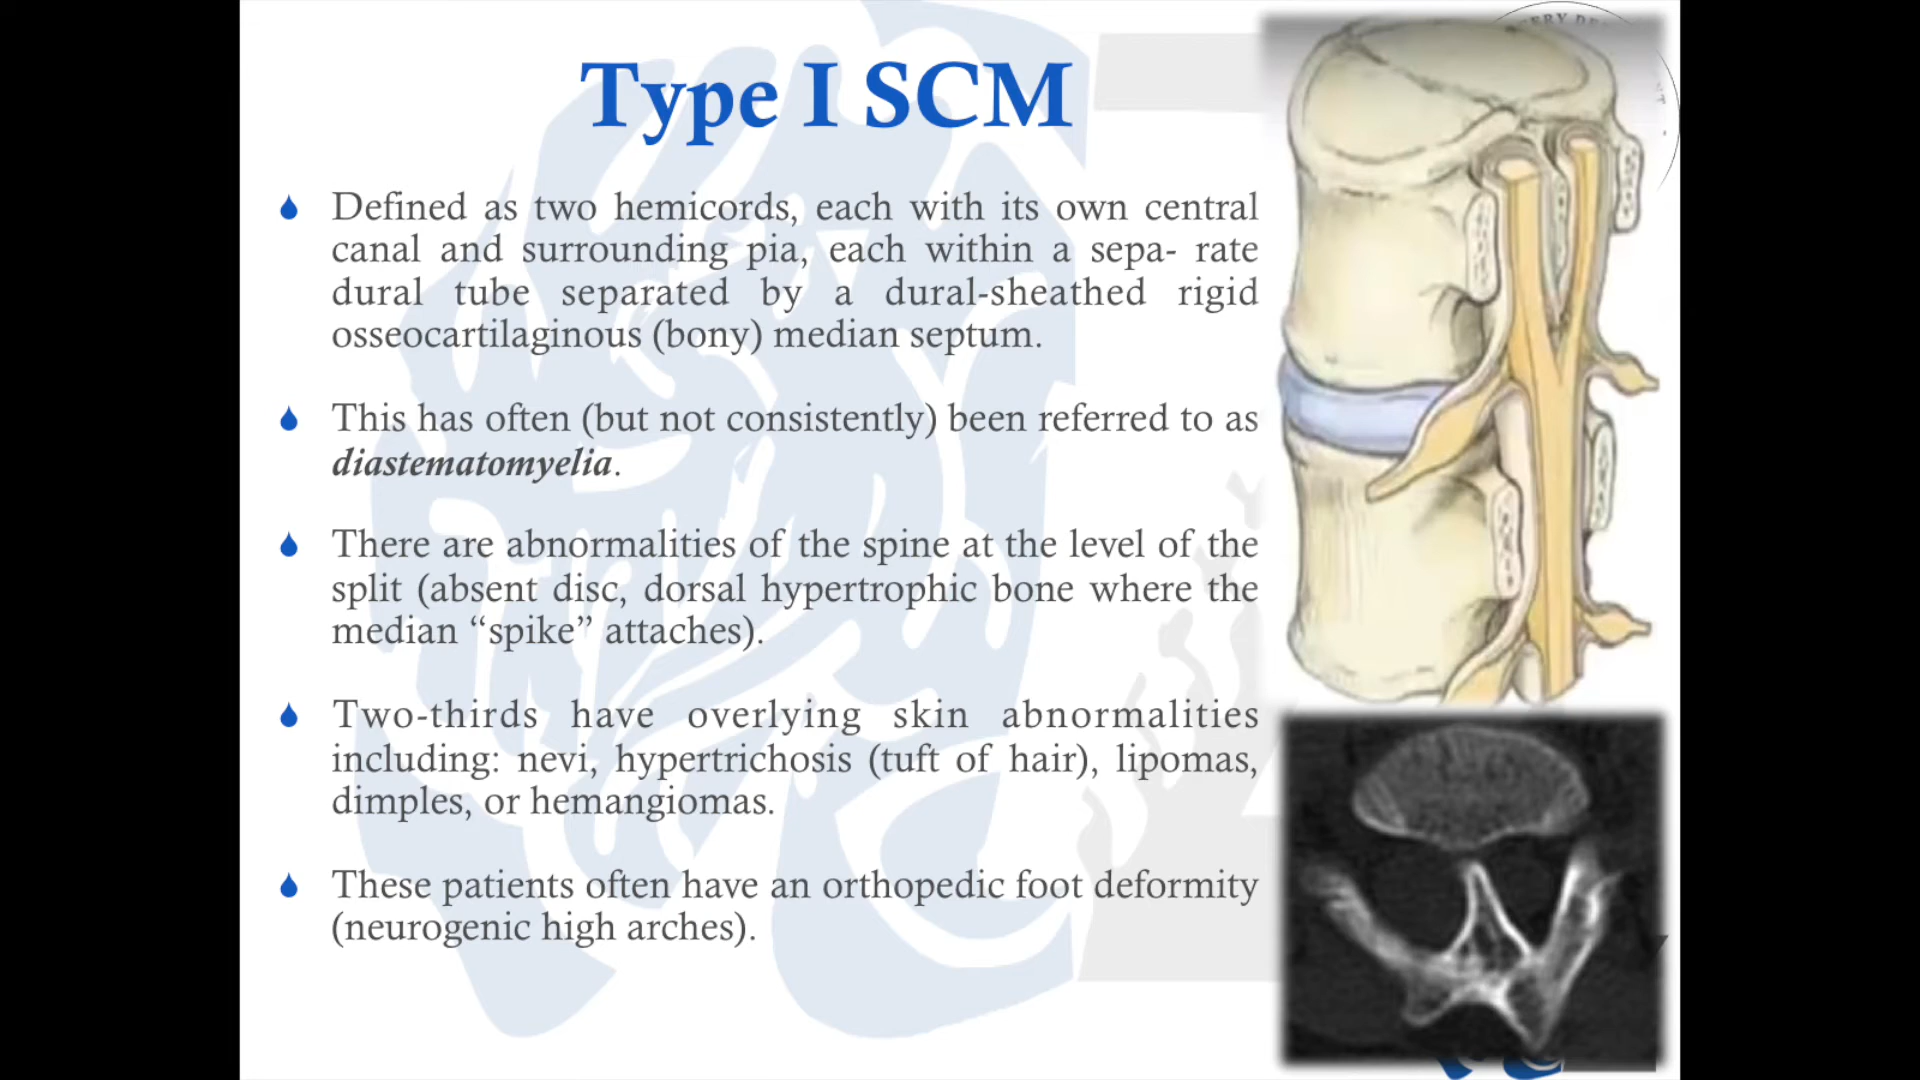 Type I SCM
Defined as two hemicords, each with its own central
canal and surrounding pia, each within a sepa- rate
dural tube separated by a dural-sheathed rigid
osseocartilaginous (bony) median septum.
This has often (but not consistently) been referred to as
diastematomyelia.
There are abnormalities of the spine at the level of the
split (absent disc, dorsal hypertrophic bone where the
median “spike” attaches).
Two-thirds have overlying skin abnormalities
including: nevi, hypertrichosis (tuft of hair), lipomas,
dimples, or hemangiomas.
These patients often have an orthopedic foot deformity
(neurogenic high arches).